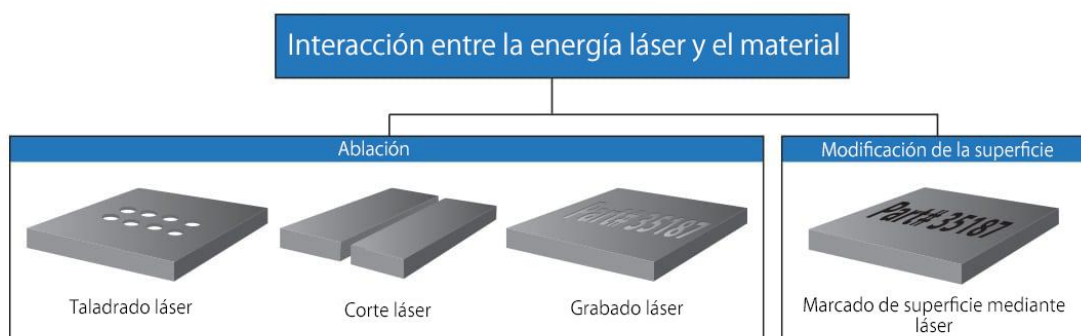 Interacción entre la energía láser y el material
Ablación
Modificación de la superficie
Part# 35187
Part# 35187
Taladrado láser
Corte láser
Grabado láser
Marcado de superficie mediante
láser